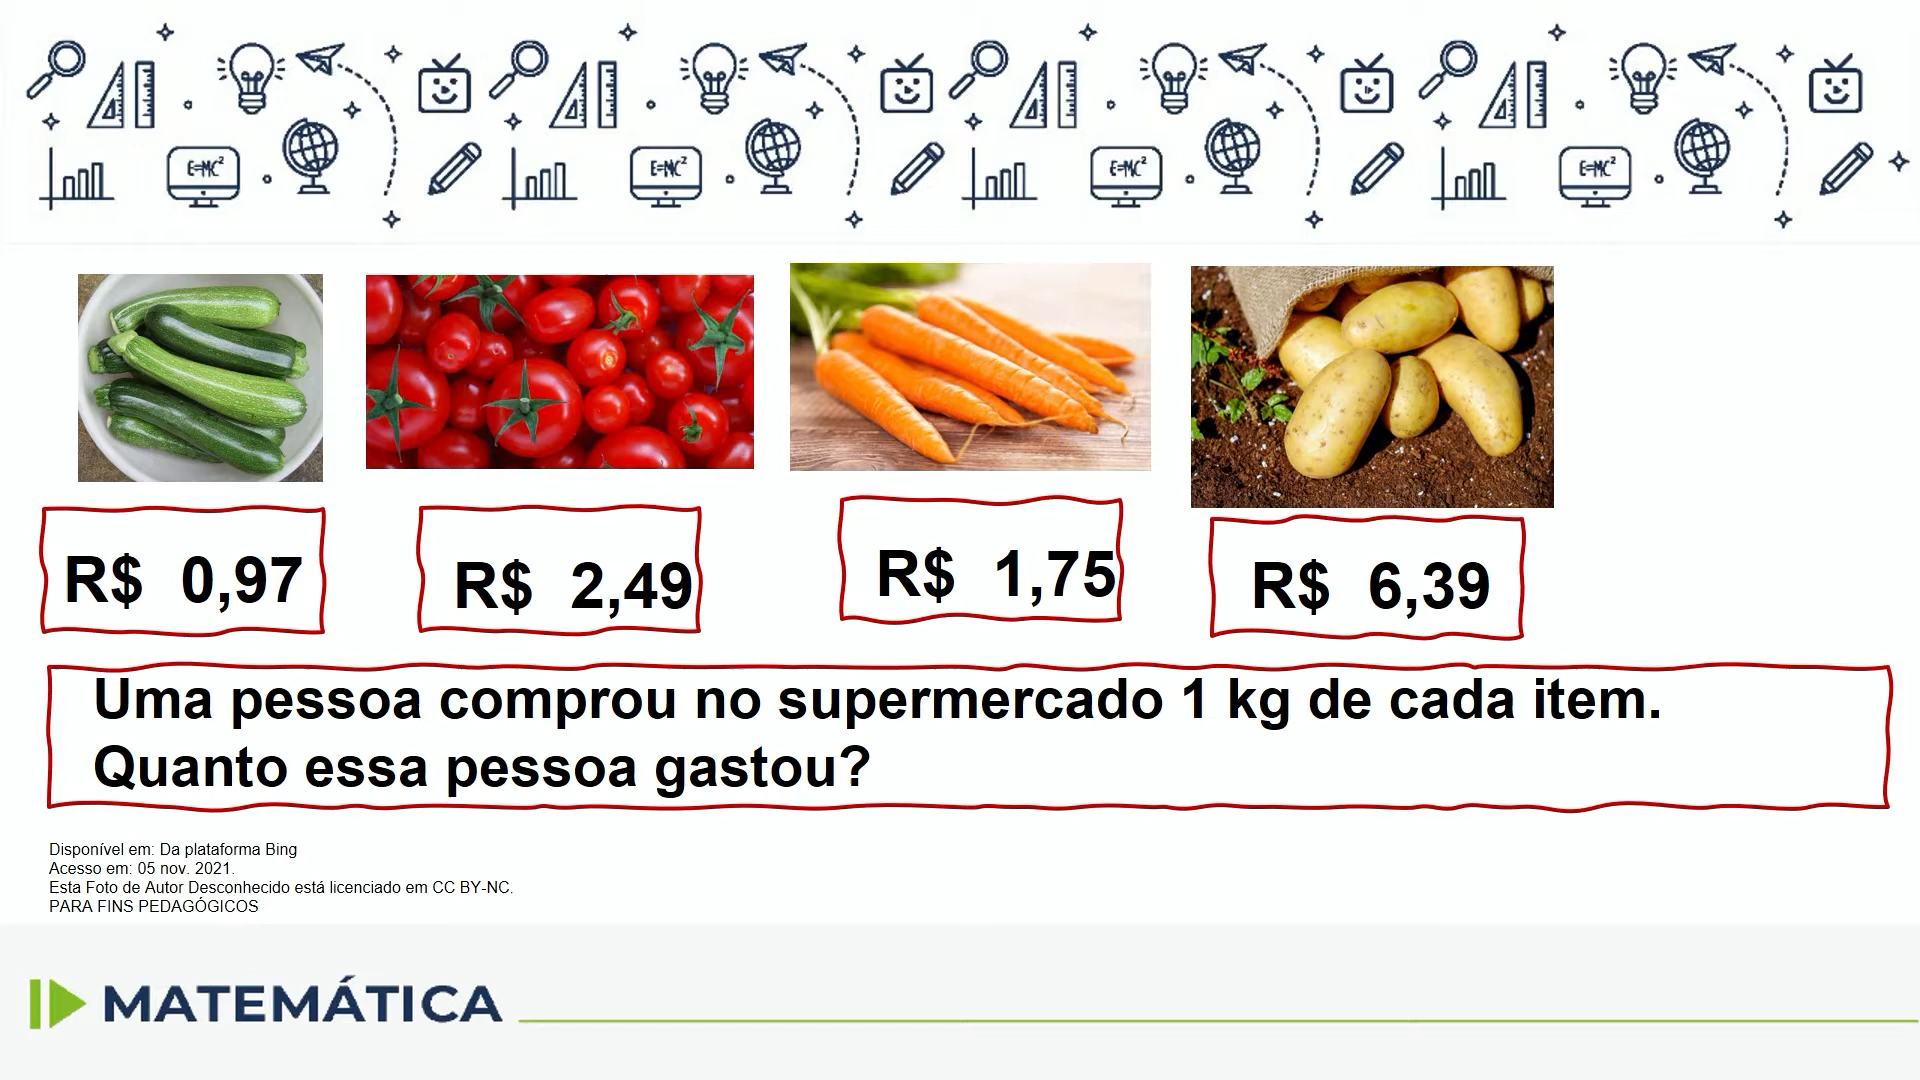 E=MC²
E=MC²
E=MC²
E=MC²
R$ 0,97
R$ 2,49
R$ 1,75
R$ 6,39
Uma pessoa comprou no supermercado 1 kg de cada item.
Quanto essa pessoa gastou?
Disponível em: Da plataforma Bing
Acesso em: 05 nov. 2021.
Esta Foto de Autor Desconhecido está licenciado em CC BY-NC.
PARA FINS PEDAGÓGICOS
MATEMÁTICA